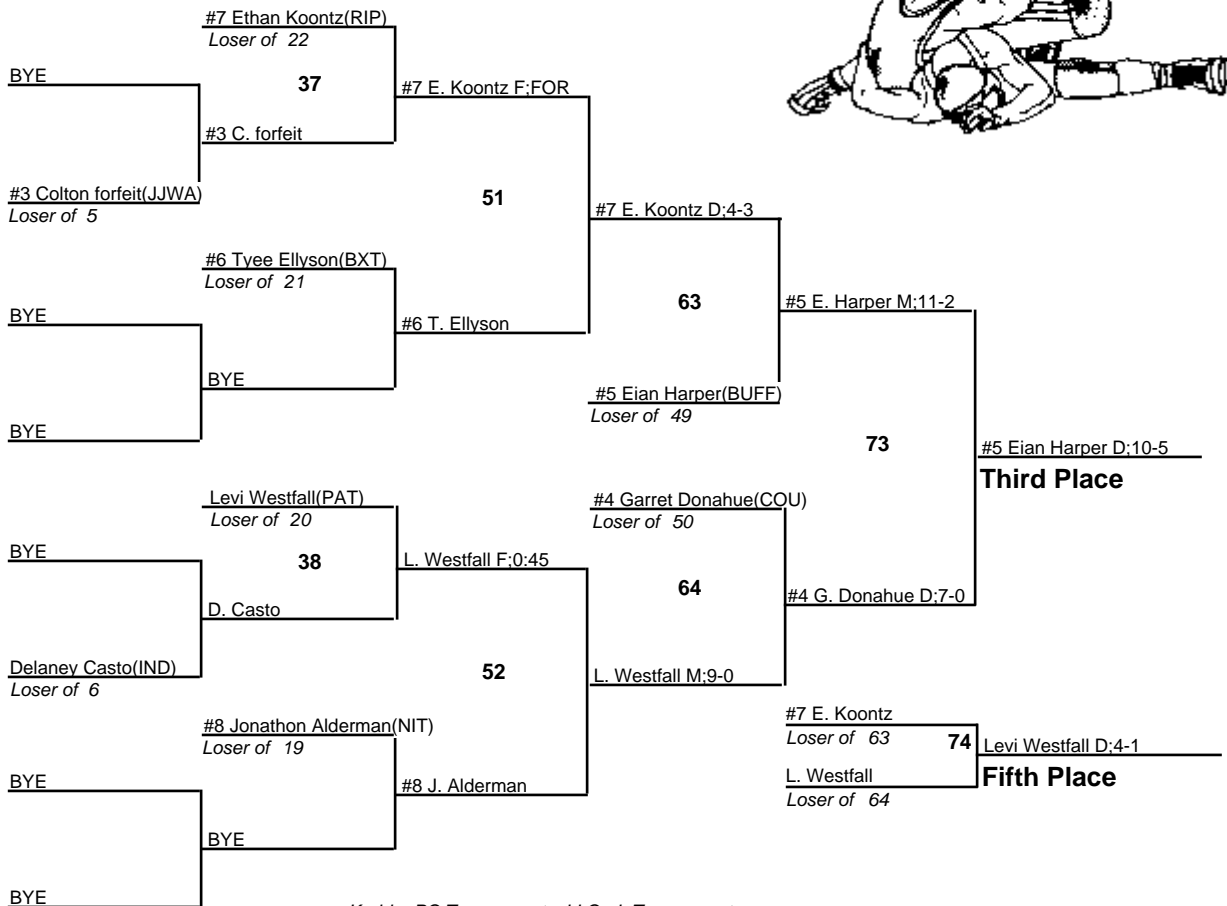 #7 Ethan Koontz(RIP)
Loser of 22
BYE
37
#7 E. Koontz F;FOR
#3 C. forfeit
#3 Colton forfeit(JJWA)
Loser of 5
51
#7 E. Koontz D;4-3
#6 Tyee Ellyson(BXT)
Loser of 21
BYE
#6 T. Ellyson
63
#5 E. Harper M;11-2
BYE
#5 Eian Harper(BUFF)
Loser of 49
BYE
73
#5 Eian Harper D;10-5
Third Place
Levi Westfall(PAT)
Loser of 20
#4 Garret Donahue(COU)
Loser of 50
BYE
38
L. Westfall F;0:45
64
#4 G. Donahue D;7-0
D. Casto
Delaney Casto(IND)
Loser of 6
52
L. Westfall M;9-0
#8 Jonathon Alderman(NIT)
Loser of 19
#7 E. Koontz
Loser of 63
74
Levi Westfall D;4-1
Fifth Place
L. Westfall
Loser of 64
BYE
#8 J. Alderman
BYE
BYE